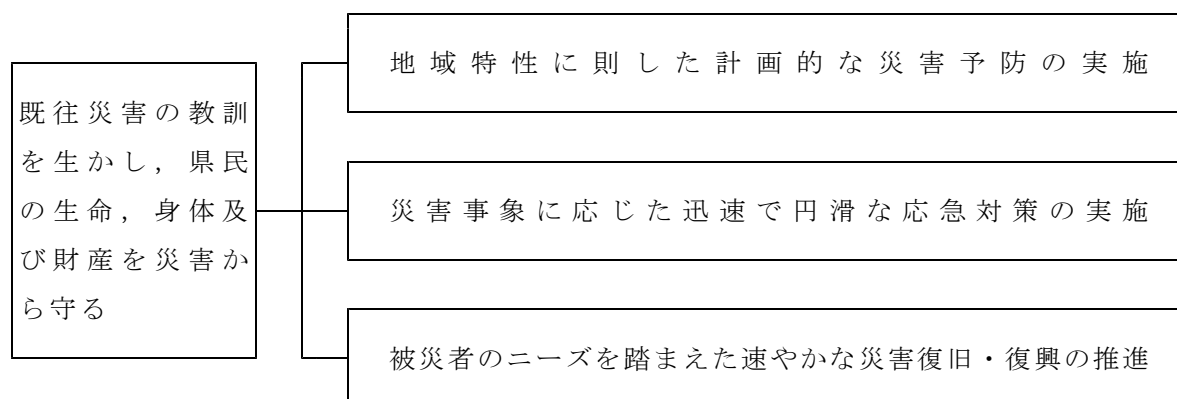 既往災害の教訓
を生かし，県民
の生命，身体及
び財産を災害か
ら守る
地域特性に則した計画的な災害予防の実施
災害事象に応じた迅速で円滑な応急対策の実施
被災者のニーズを踏まえた速やかな災害復旧・復興の推進